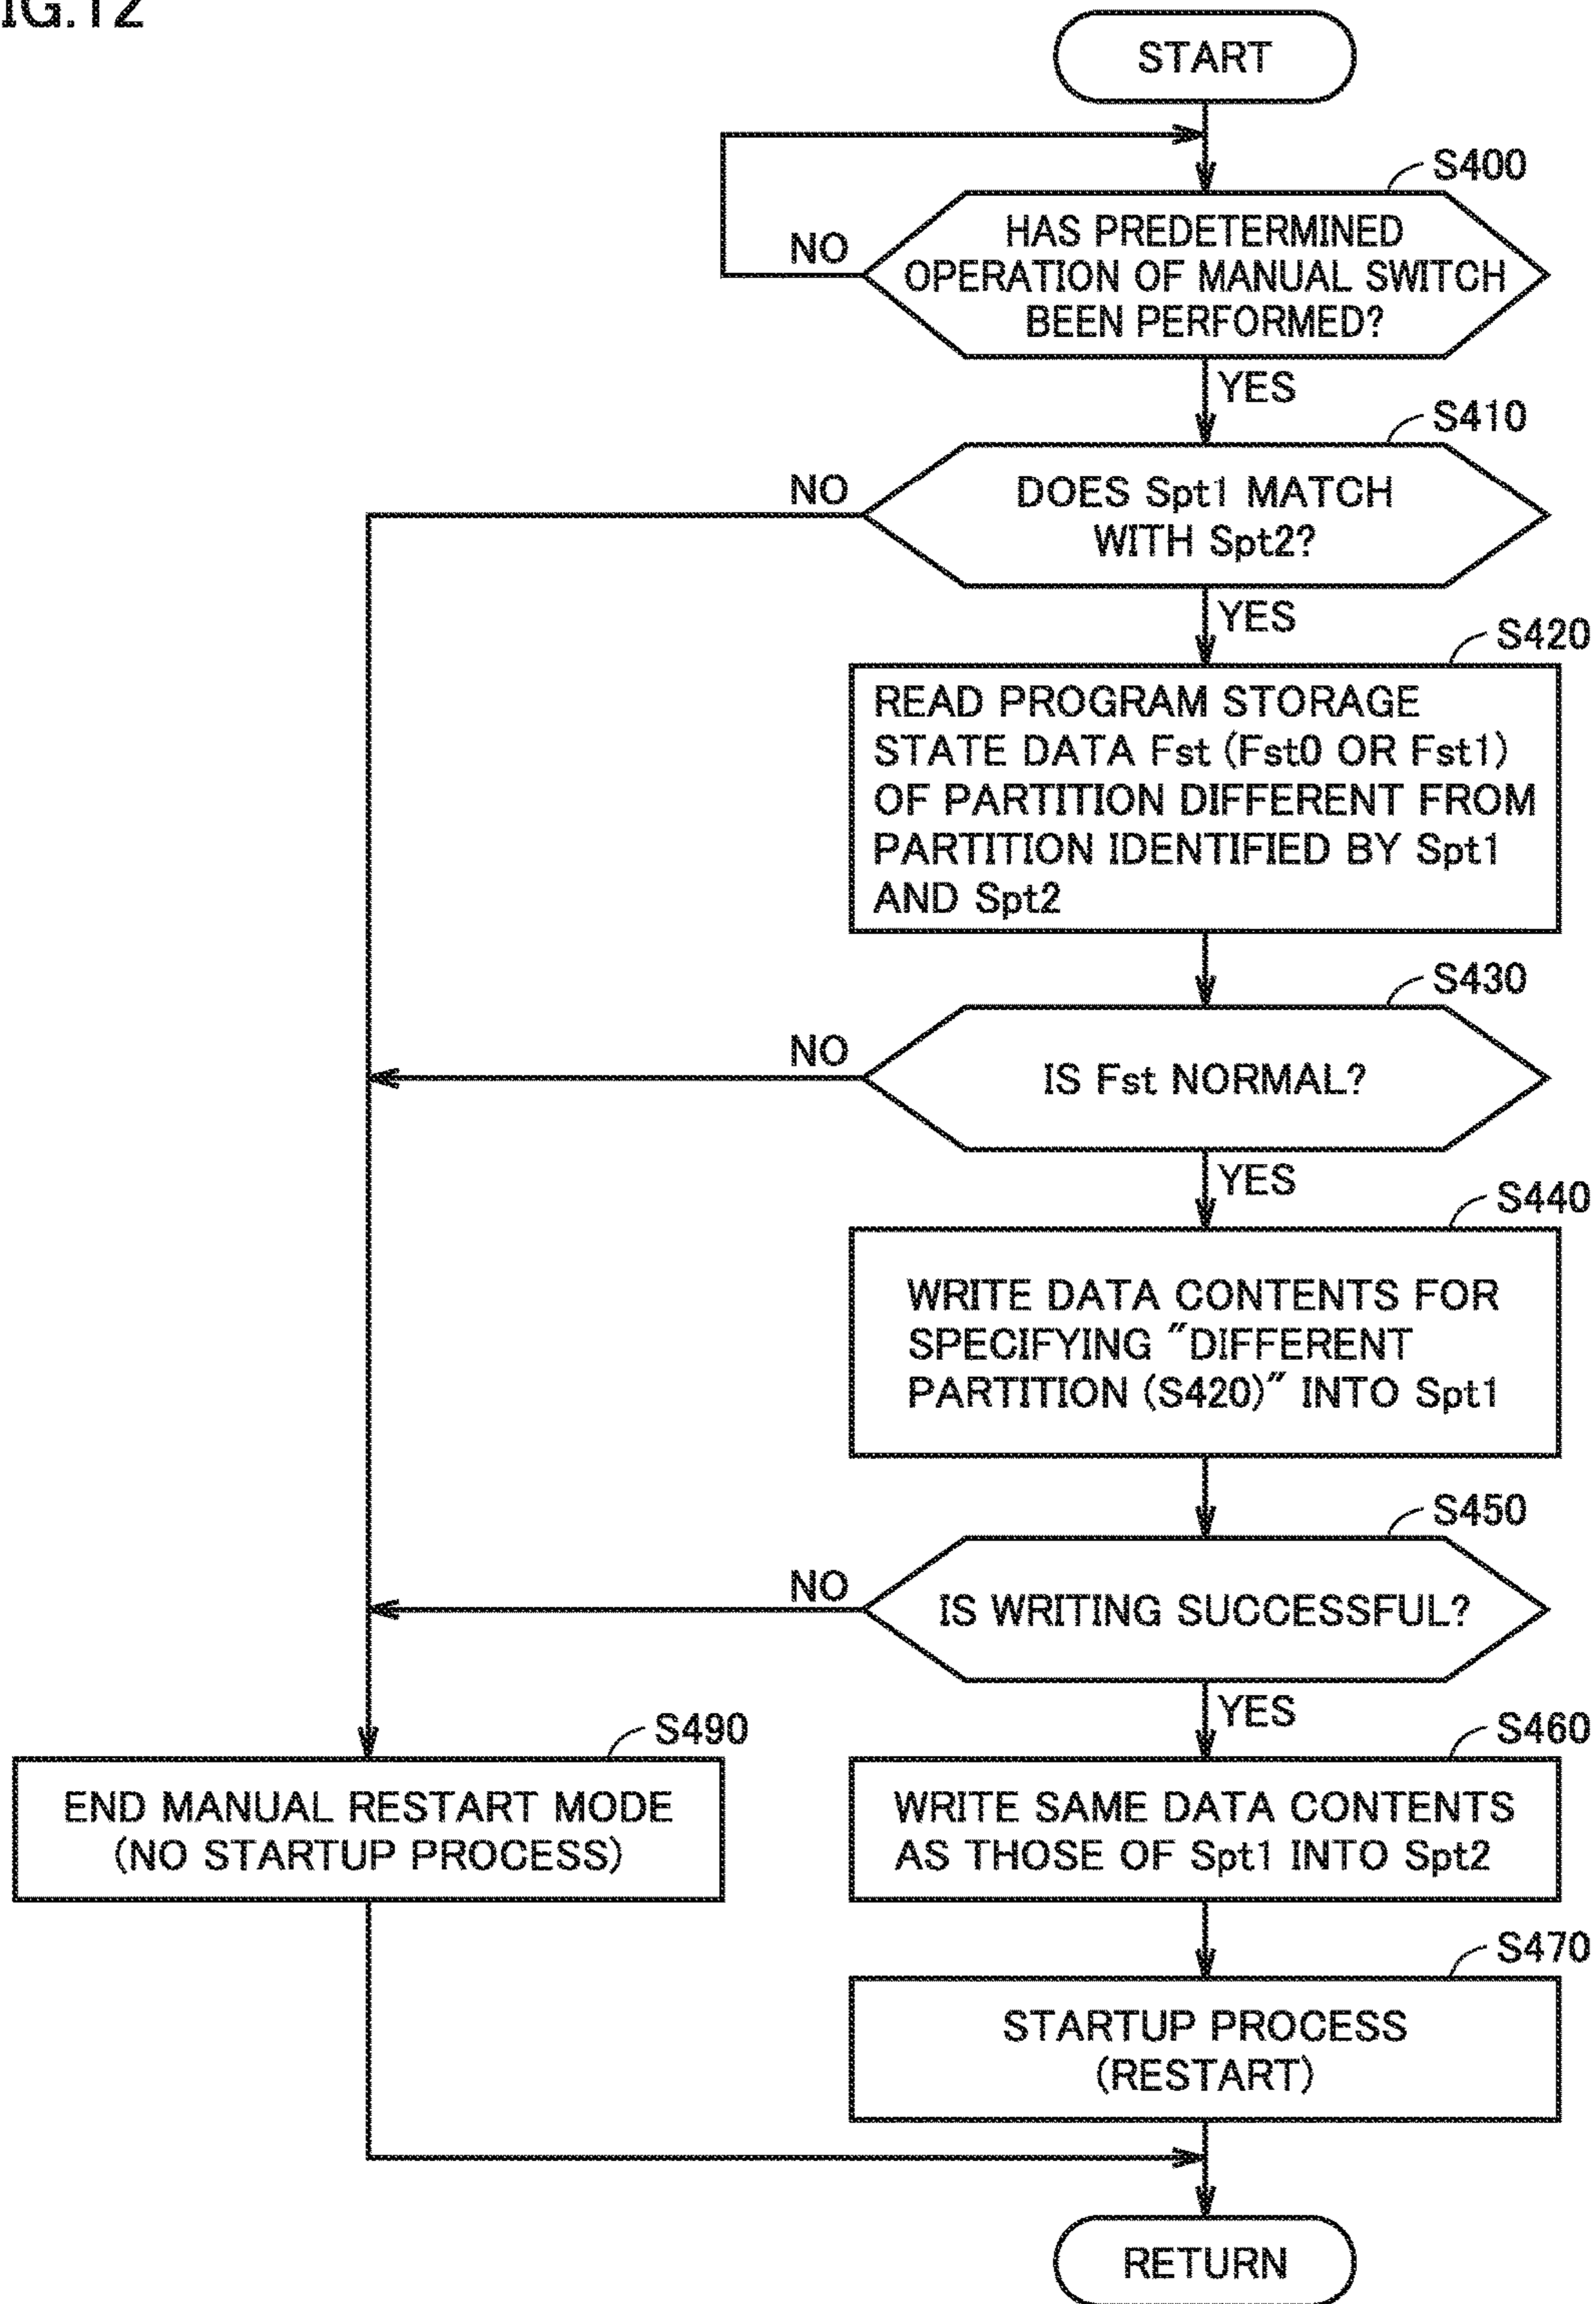 IG.12
START
S400
HAS PREDETERMINED
OPERATION OF MANUAL SWITCH
BEEN PERFORMED?
NO
YES
S410
DOES Spt1 MATCH
WITH Spt2?
NO
YES
S420
READ PROGRAM STORAGE
STATE DATA Fst (Fst0 OR Fst1)
OF PARTITION DIFFERENT FROM
PARTITION IDENTIFIED BY Spt1
AND Spt2
S430
IS Fst NORMAL?
NO
YES
S440
WRITE DATA CONTENTS FOR
SPECIFYING "DIFFERENT
PARTITION (S420)" INTO Spt1
S450
IS WRITING SUCCESSFUL?
NO
YES
S490
END MANUAL RESTART MODE
(NO STARTUP PROCESS)
S460
WRITE SAME DATA CONTENTS
AS THOSE OF Spt1 INTO Spt2
S470
STARTUP PROCESS
(RESTART)
RETURN